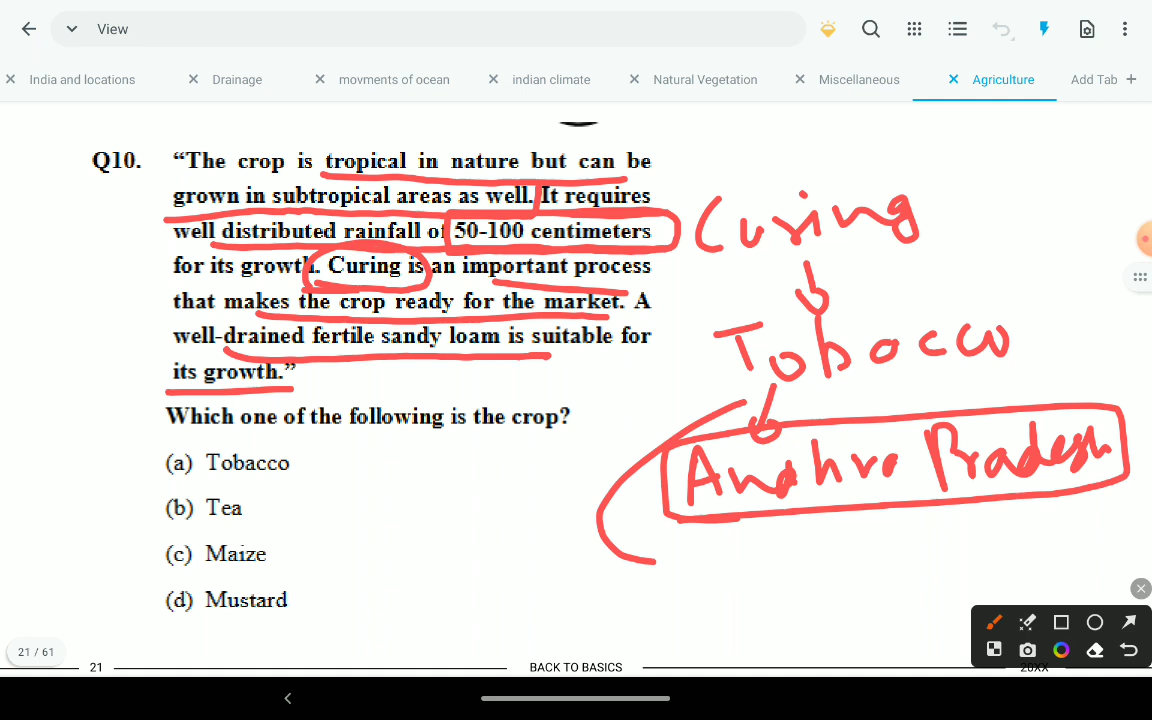 View
India and locations
Drainage
movments of ocean
indian climate
Natural Vegetation
Miscellaneous
Agriculture
Add Tab +
Q10. “The crop is tropical in nature but can be
grown in subtropical areas as well. It requires
well distributed rainfall of 50-100 centimeters
for its growth. Curing is an important process
that makes the crop ready for the market. A
well-drained fertile sandy loam is suitable for
its growth.”
Which one of the following is the crop?
(a) Tobacco
(b) Tea
(c) Maize
(d) Mustard
Curing
Tobacco
Andhra Pradesh
21 / 61
21
BACK TO BASICS
20XX